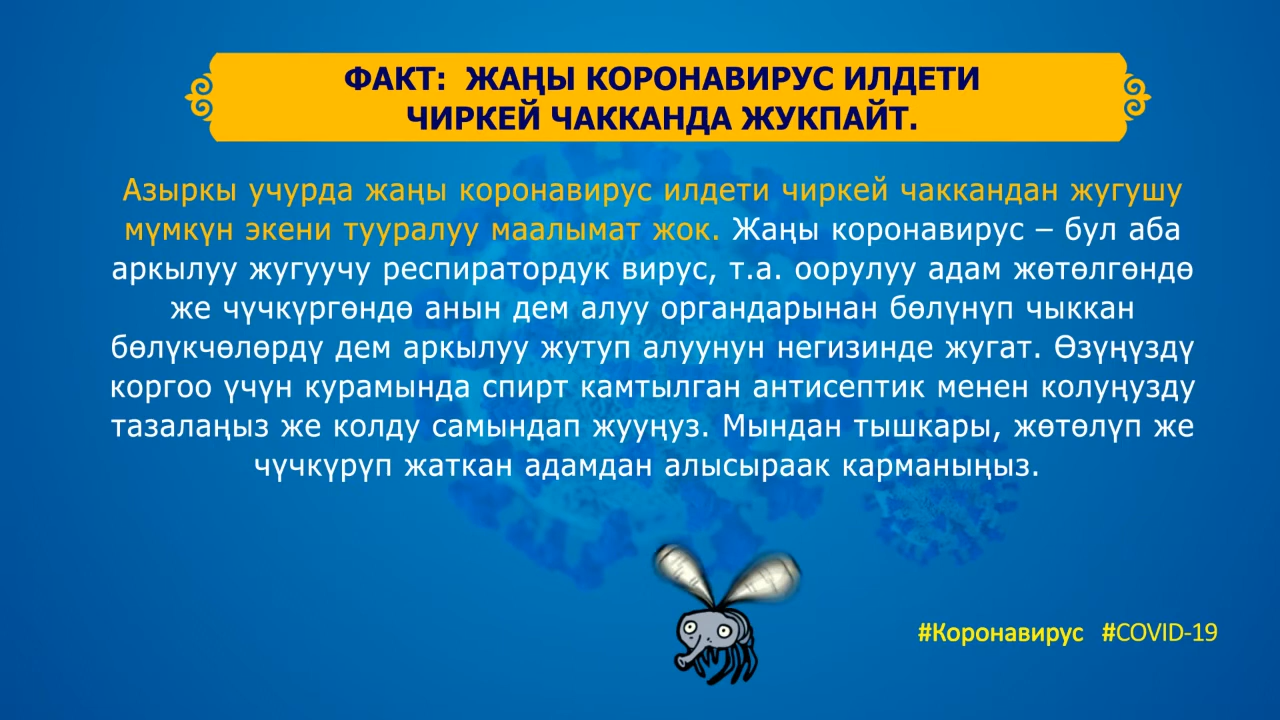 ФАКТ: ЖАҢЫ КОРОНАВИРУС ИЛДЕТИ
ЧИРКЕЙ ЧАККАНДА ЖУКПАЙТ.
Азыркы учурда жаңы коронавирус илдети чиркей чаккандан жугушу
мүмкүн экени тууралуу маалымат жок. Жаңы коронавирус – бул аба
аркылуу жугуучу респиратордук вирус, т.а. оорулуу адам жөтөлгөндө
же чүчкүргөндө анын дем алуу органдарынан бөлүнүп чыккан
бөлүкчөлөрдү дем аркылуу жутуп алуунун негизинде жугат. Өзүңүздү
коргоо үчүн курамында спирт камтылган антисептик менен колуңузду
тазалаңыз же колду самындап жууңуз. Мындан тышкары, жөтөлүп же
чүчкүрүп жаткан адамдан алысыраак карманыңыз.
#Коронавирус #COVID-19